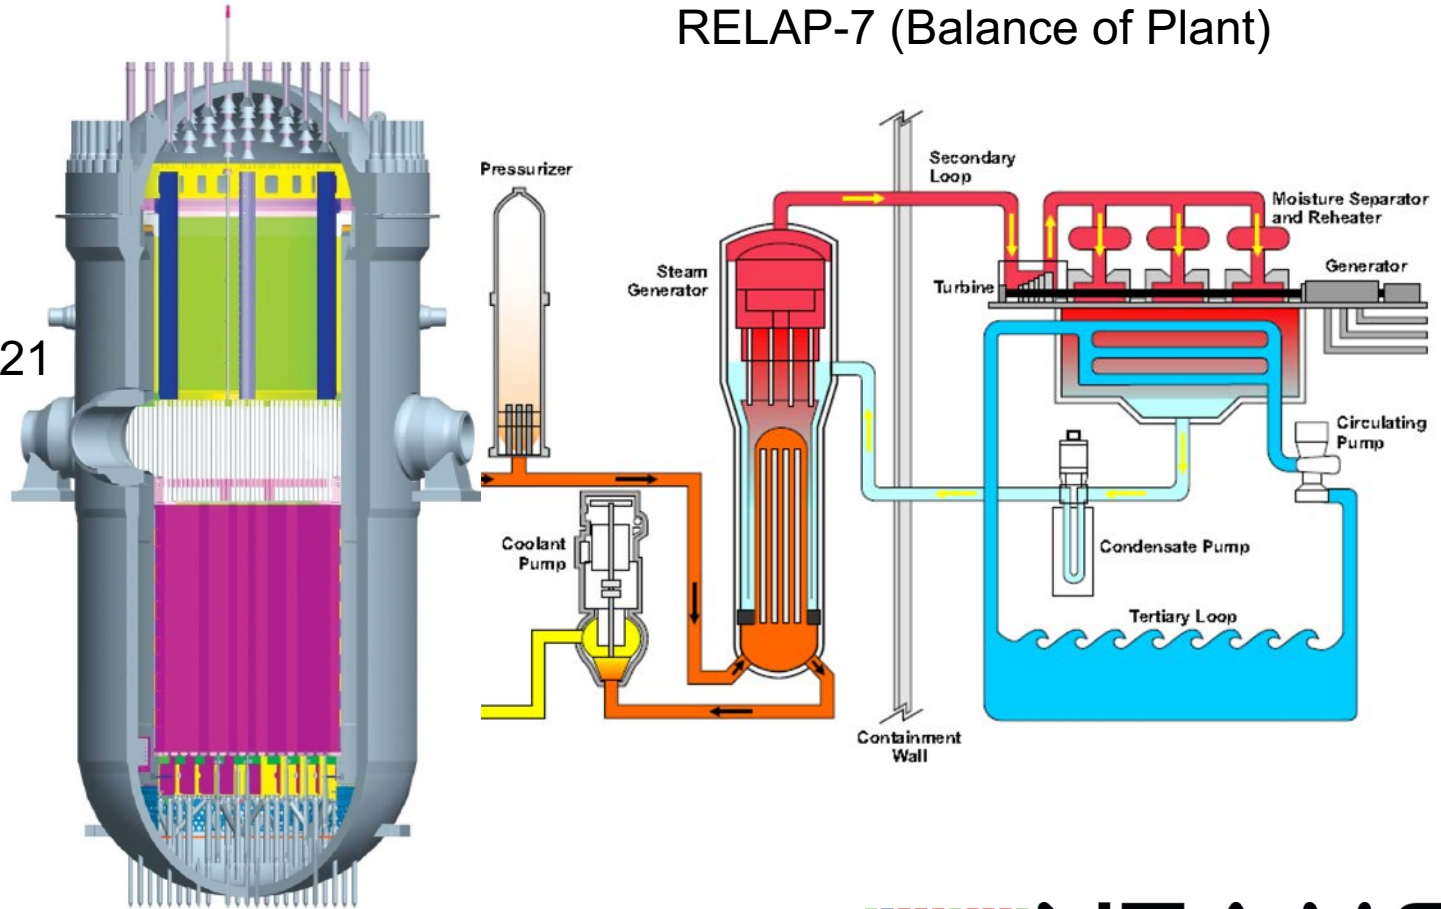 RELAP-7 (Balance of Plant)
Secondary
Loop
Pressurizer
Moisture Separator
and Reheater
Steam
Generator
Generator
Turbine
21
Circulating
Pump
Coolant
Pump
Condensate Pump
Tertiary Loop
Containment
Wall